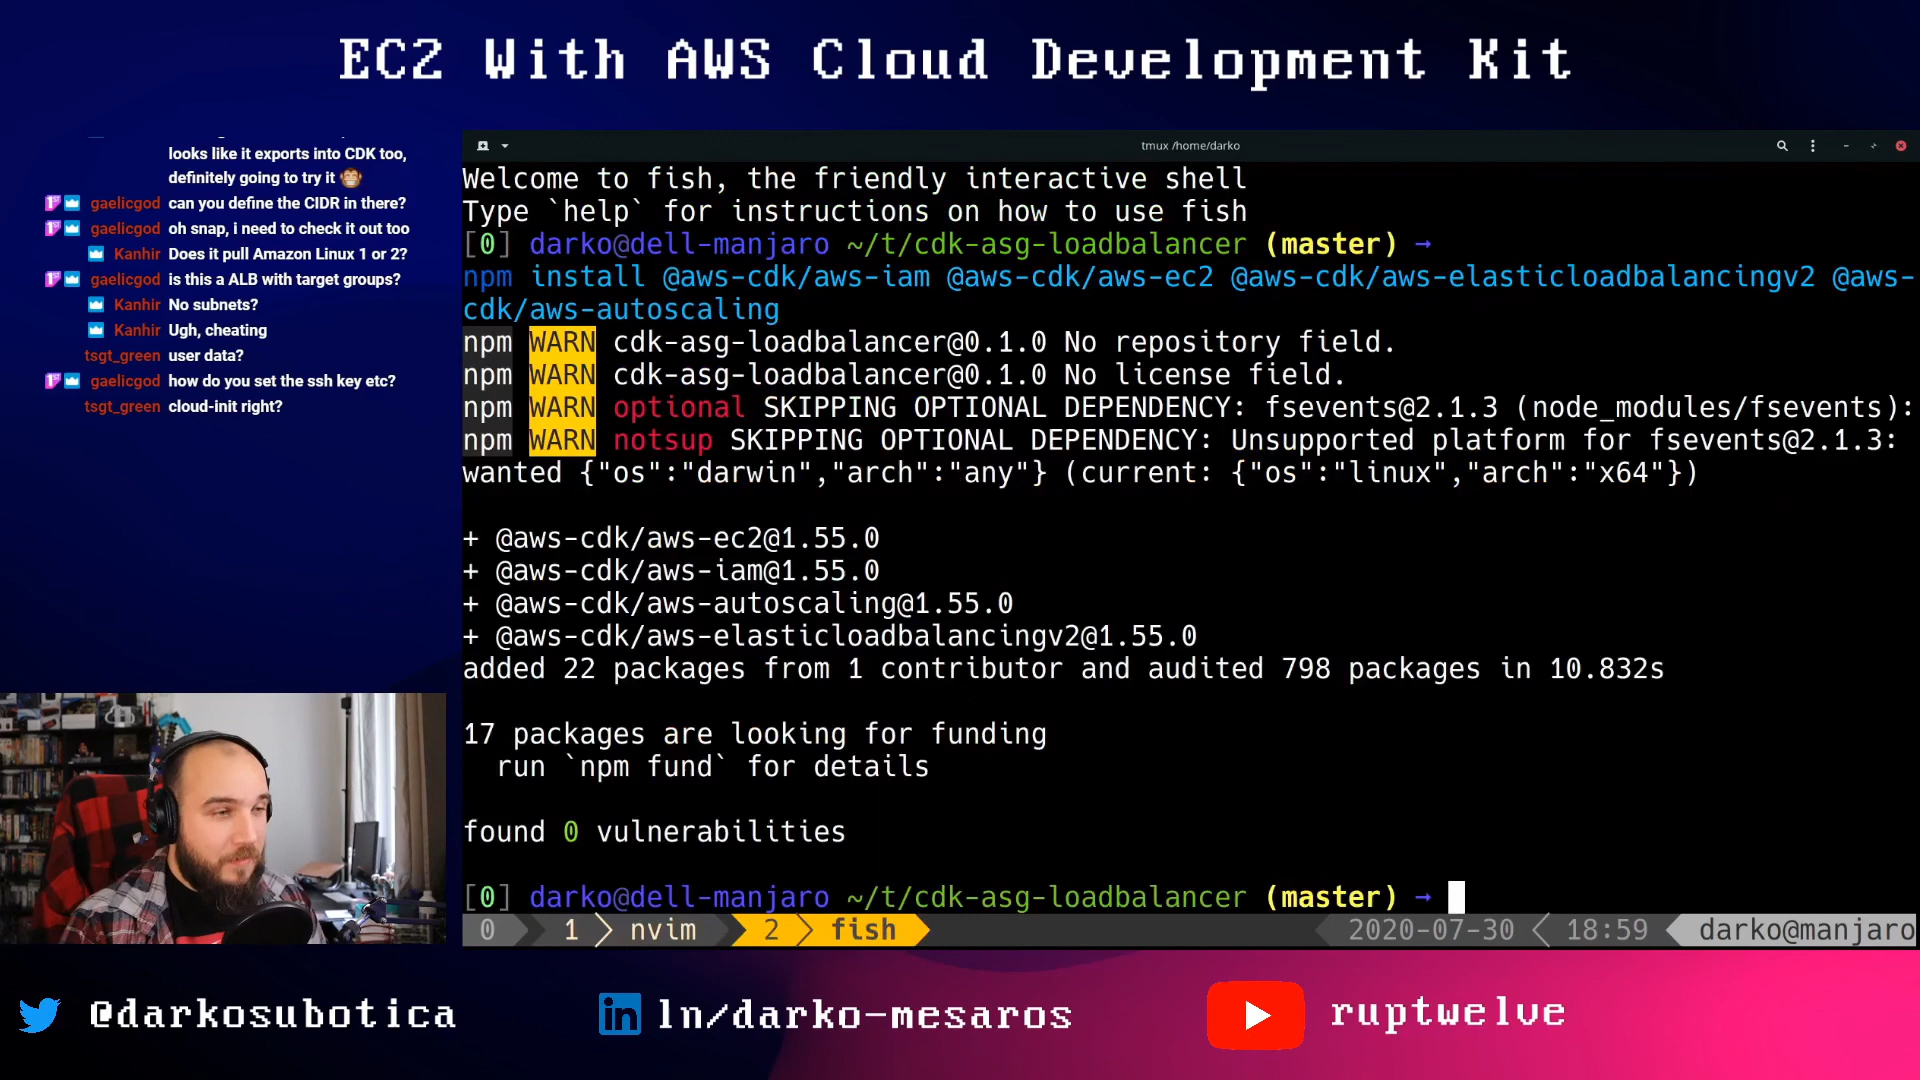 EC2 With AWS Cloud Development Kit
looks like it exports into CDK too,
definitely going to try it
gaelicgod can you define the CIDR in there?
gaelicgod oh snap, i need to check it out too
Kanhir Does it pull Amazon Linux 1 or 2?
gaelicgod is this a ALB with target groups?
Kanhir No subnets?
Kanhir Ugh, cheating
tsgt_green user data?
gaelicgod how do you set the ssh key etc?
tsgt_green cloud-init right?
tmux /home/darko
Welcome to fish, the friendly interactive shell
Type `help` for instructions on how to use fish
[0] darko@dell-manjaro ~/t/cdk-asg-loadbalancer (master) →
npm install @aws-cdk/aws-iam @aws-cdk/aws-ec2 @aws-cdk/aws-elasticloadbalancingv2 @aws-
cdk/aws-autoscaling
npm WARN cdk-asg-loadbalancer@0.1.0 No repository field.
npm WARN cdk-asg-loadbalancer@0.1.0 No license field.
npm WARN optional SKIPPING OPTIONAL DEPENDENCY: fsevents@2.1.3 (node_modules/fsevents):
npm WARN notsup SKIPPING OPTIONAL DEPENDENCY: Unsupported platform for fsevents@2.1.3:
wanted {"os":"darwin","arch":"any"} (current: {"os":"linux","arch":"x64"})
+ @aws-cdk/aws-ec2@1.55.0
+ @aws-cdk/aws-iam@1.55.0
+ @aws-cdk/aws-autoscaling@1.55.0
+ @aws-cdk/aws-elasticloadbalancingv2@1.55.0
added 22 packages from 1 contributor and audited 798 packages in 10.832s
17 packages are looking for funding
run `npm fund` for details
found 0 vulnerabilities
[0] darko@dell-manjaro ~/t/cdk-asg-loadbalancer (master) →
0 1 nvim 2 fish 2020-07-30 18:59 darko@manjaro
@darkosubotica
in ln/darko-mesaros
ruptwelve